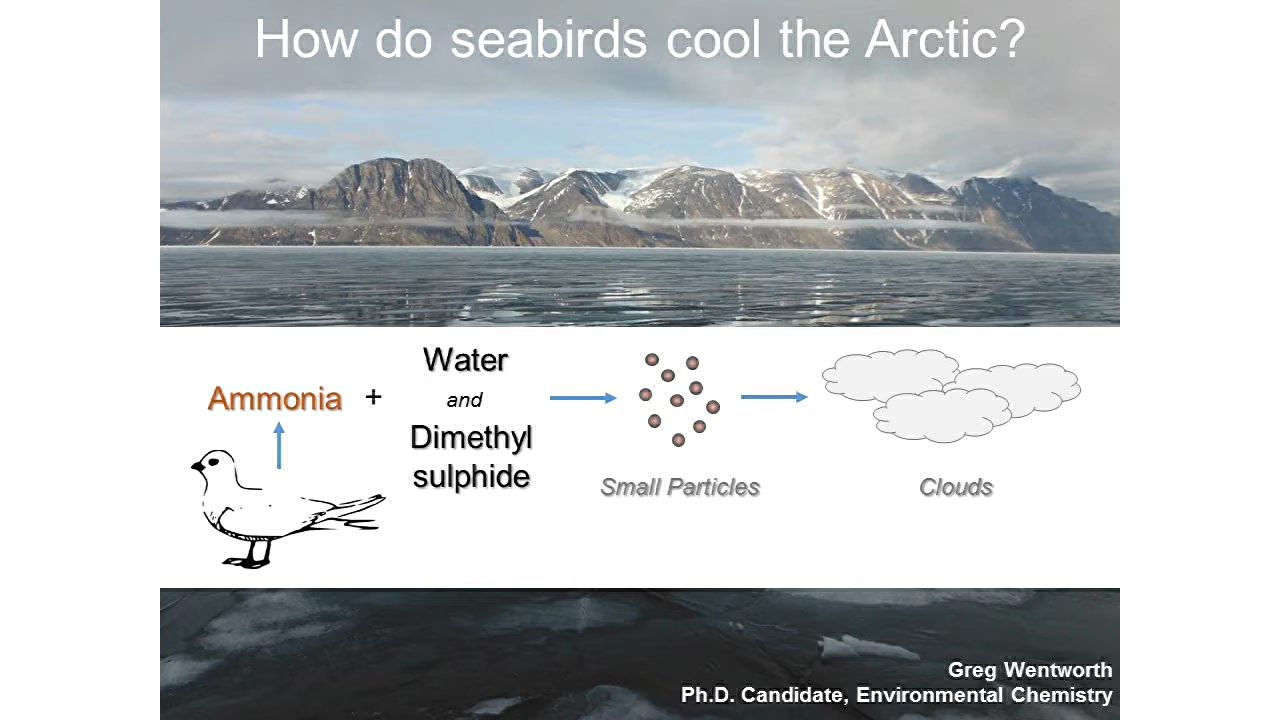 How do seabirds cool the Arctic?
Ammonia + Water
and
Dimethyl
sulphide
Small Particles
Clouds
Greg Wentworth
Ph.D. Candidate, Environmental Chemistry